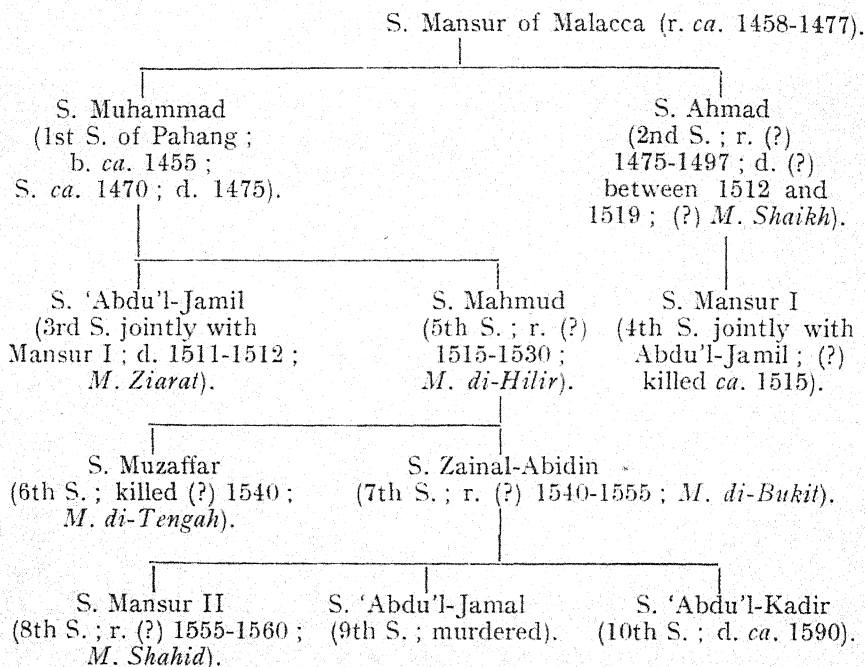 S. Mansur of Malacca (r. ca. 1458-1477).
S. Muhammad
(1st S. of Pahang ;
b. ca. 1455 ;
S. ca. 1470 ; d. 1475).
S. Ahmad
(2nd S. ; r. (?)
1475-1497 ; d. (?)
between 1512 and
1519 ; (?) M. Shaikh).
S. 'Abdu'l-Jamil
(3rd S. jointly with
Mansur I ; d. 1511-1512 ;
M. Ziarat).
S. Mahmud
(5th S. ; r. (?)
1515-1530 ;
M. di-Hilir).
S. Mansur I
(4th S. jointly with
Abdu'l-Jamil ; (?)
killed ca. 1515).
S. Muzaffar
(6th S. ; killed (?) 1540 ;
M. di-Tengah).
S. Zainal-Abidin
(7th S. ; r. (?) 1540-1555 ; M. di-Bukit).
S. Mansur II
(8th S. ; r. (?) 1555-1560 ;
M. Shahid).
S. 'Abdu'l-Jamal
(9th S. ; murdered).
S. 'Abdu'l-Kadir
(10th S. ; d. ca. 1590).